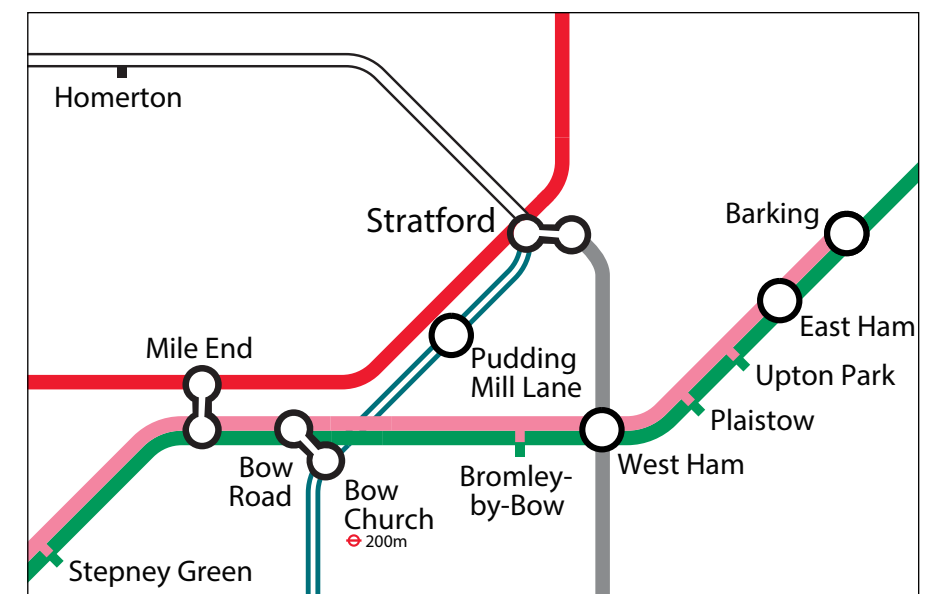 Homerton
Stratford
Barking
East Ham
Mile End
Pudding
Mill Lane
Upton Park
Plaistow
West Ham
Bow
Road
Bromley-
by-Bow
Bow
Church
200m
Stepney Green